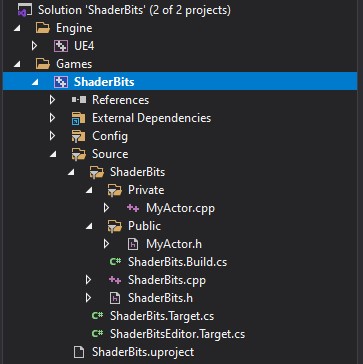 Solution 'ShaderBits' (2 of 2 projects)
Engine
UE4
Games
ShaderBits
References
External Dependencies
Config
Source
ShaderBits
Private
MyActor.cpp
Public
MyActor.h
C# ShaderBits.Build.cs
ShaderBits.cpp
ShaderBits.h
C# ShaderBits.Target.cs
C# ShaderBitsEditor.Target.cs
ShaderBits.uproject